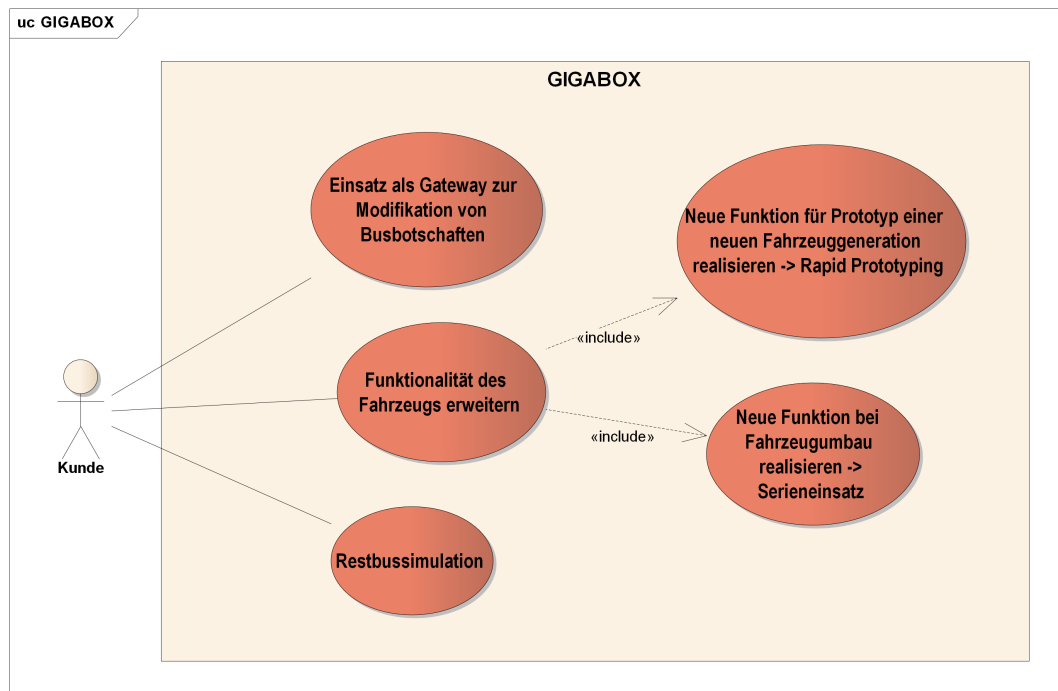 uc GIGABOX
GIGABOX
Einsatz als Gateway zur
Modifikation von
Busbotschaften
Neue Funktion für Prototyp einer
neuen Fahrzeuggeneration
realisieren -> Rapid Prototyping
«include»
Funktionalität des
Fahrzeugs erweitern
«include»
Neue Funktion bei
Fahrzeugumbau
realisieren ->
Serieneinsatz
Kunde
Restbussimulation